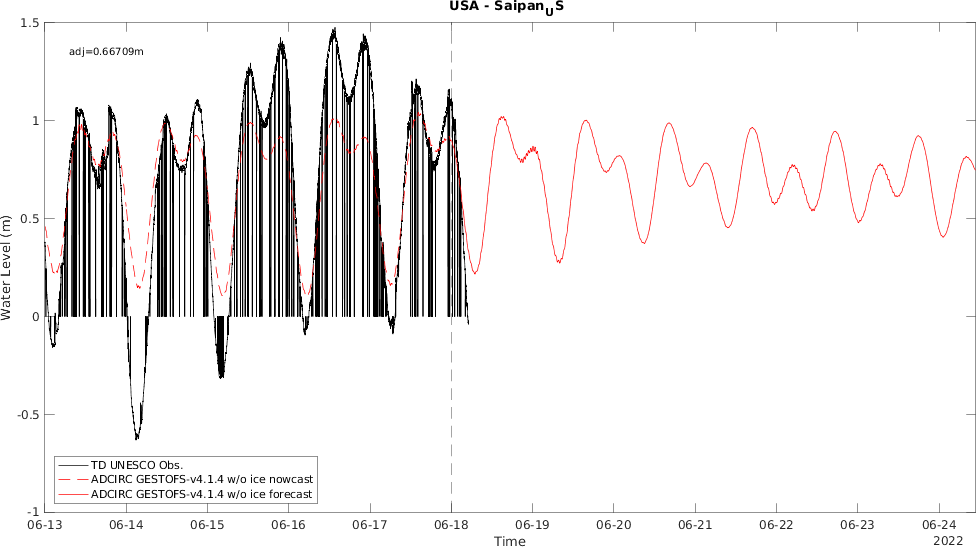 USA - Saipan_US
adj=0.66709m
1.5
1
0.5
0
-0.5
-1
Water Level (m)
TD UNESCO Obs.
ADCIRC GESTOFS-v4.1.4 w/o ice nowcast
ADCIRC GESTOFS-v4.1.4 w/o ice forecast
06-13 06-14 06-15 06-16 06-17 06-18 06-19 06-20 06-21 06-22 06-23 06-24
Time
2022